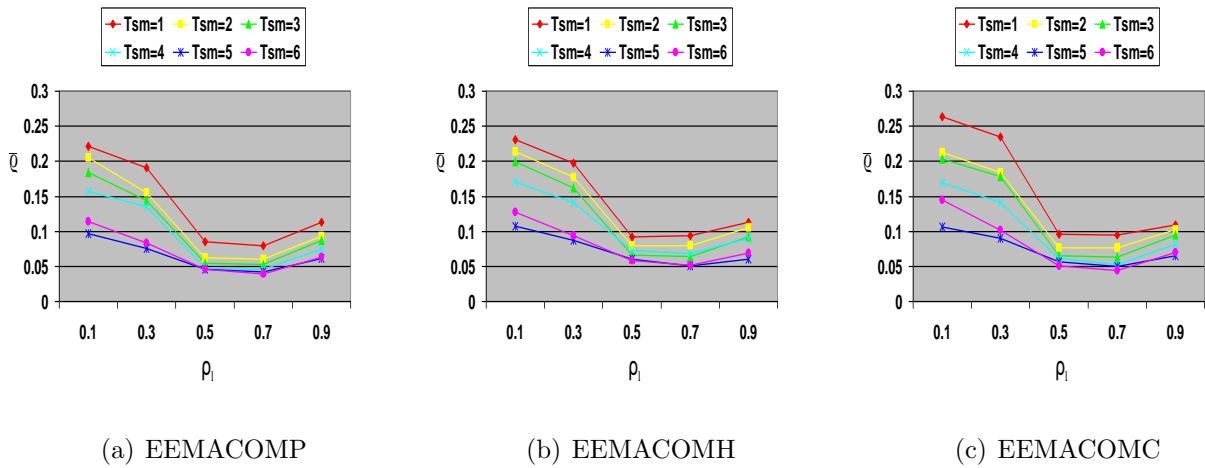 Tsm=1 Tsm=2 Tsm=3
Tsm=4 Tsm=5 Tsm=6
0.3
0.25
0.2
0.15
0.1
0.05
0
ρ̅
0.1 0.3 0.5 0.7 0.9
ρl
(a) EEMACOMP
Tsm=1 Tsm=2 Tsm=3
Tsm=4 Tsm=5 Tsm=6
0.3
0.25
0.2
0.15
0.1
0.05
0
ρ̅
0.1 0.3 0.5 0.7 0.9
ρl
(b) EEMACOMH
Tsm=1 Tsm=2 Tsm=3
Tsm=4 Tsm=5 Tsm=6
0.3
0.25
0.2
0.15
0.1
0.05
0
ρ̅
0.1 0.3 0.5 0.7 0.9
ρl
(c) EEMACOMC